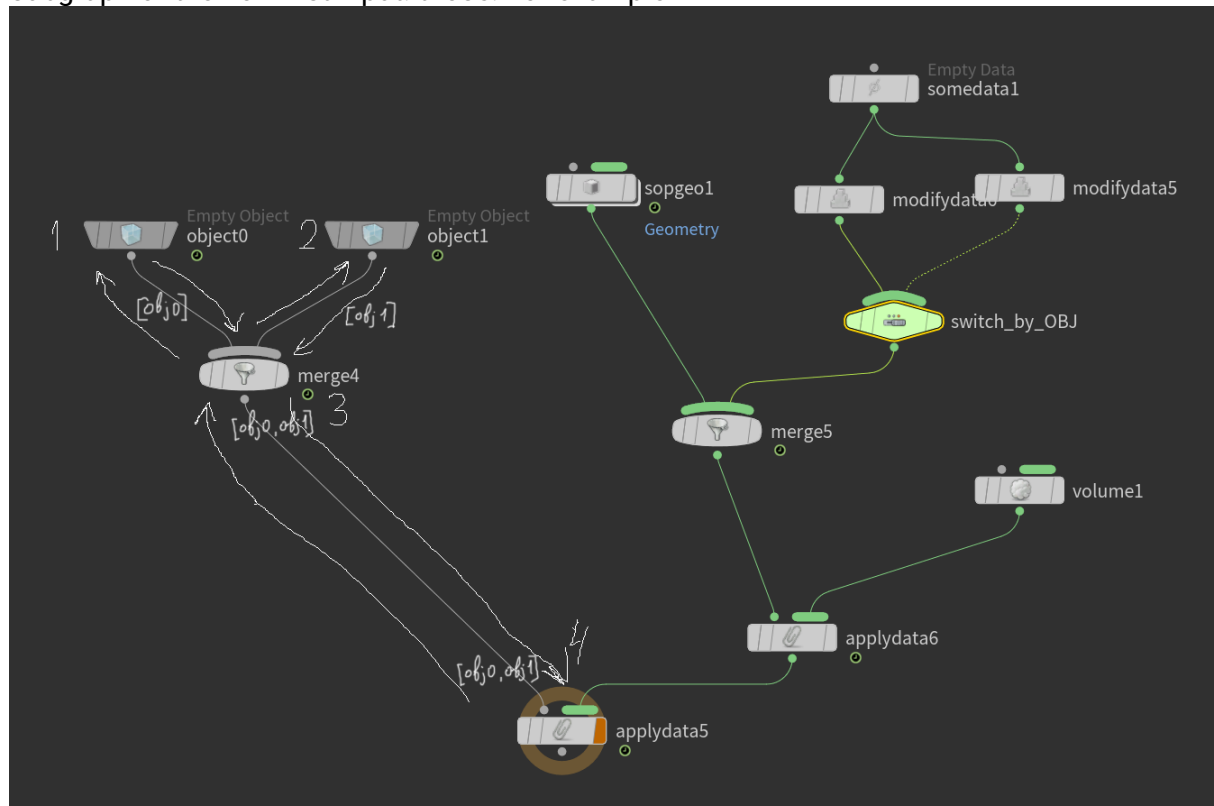 Empty Data
somedata1
sopgeo1
Geometry
modifydata5
1
Empty Object
object0
2
Empty Object
object1
[obj0]
[obj1]
switch_by_OBJ
merge4
3
[obj0, obj1]
merge5
volume1
4
applydata6
[obj0, obj1]
applydata5